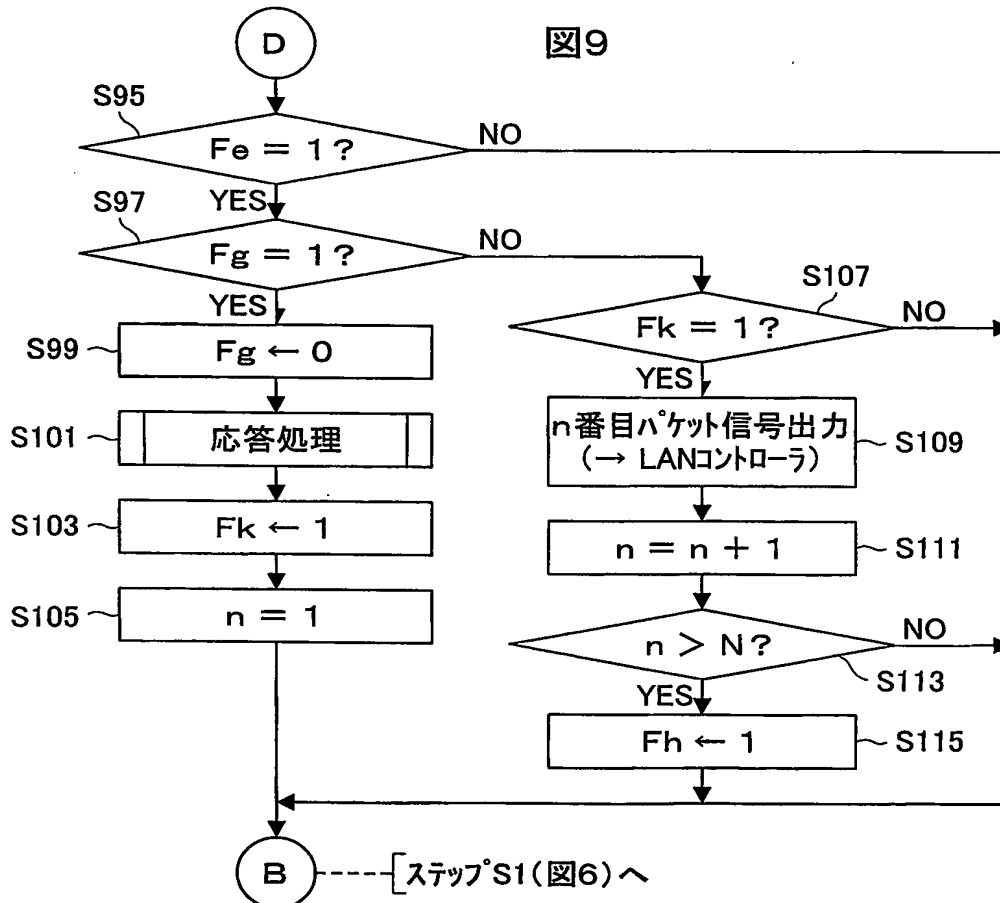 図9
D
S95
Fe = 1?
NO
YES
S97
Fg = 1?
NO
YES
S99
Fg ← 0
S101
応答処理
S103
Fk ← 1
S105
n = 1
S107
Fk = 1?
NO
YES
n番目パケット信号出力
(→ LANコントローラ)
S109
n = n + 1
S111
n > N?
NO
S113
YES
Fh ← 1
S115
B
ステップS1(図6)へ